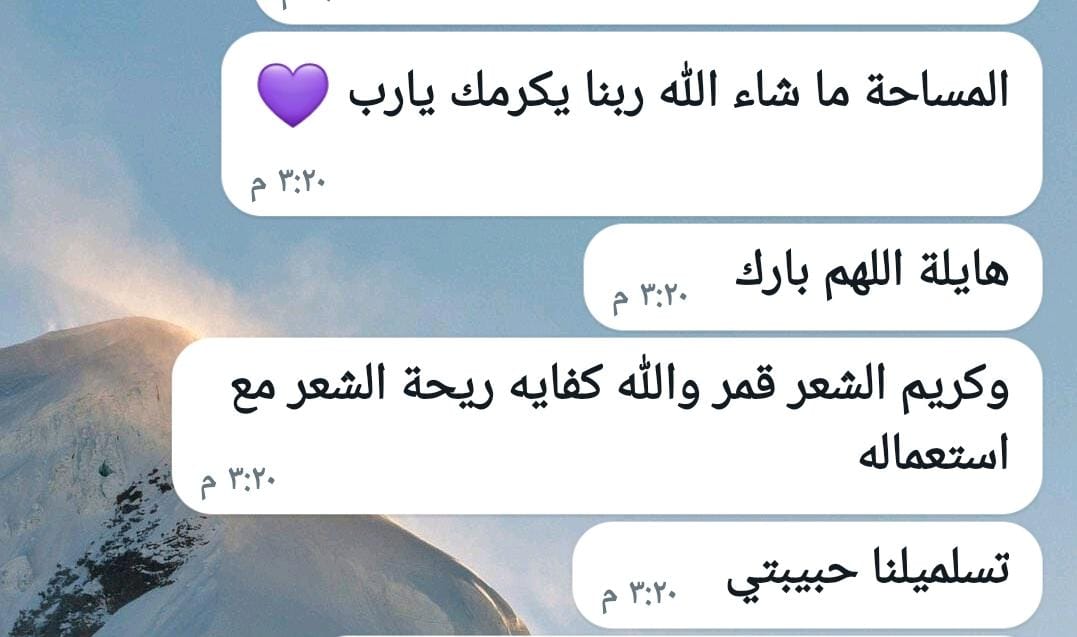 المساحة ما شاء الله ربنا يكرمك يارب 💜
٣:٢٠ م
هايلة اللهم بارك
٣:٢٠ م
وكريم الشعر قمر والله كفايه ريحة الشعر مع
استعماله
٣:٢٠ م
تسلميلنا حبيبتي
٣:٢٠ م